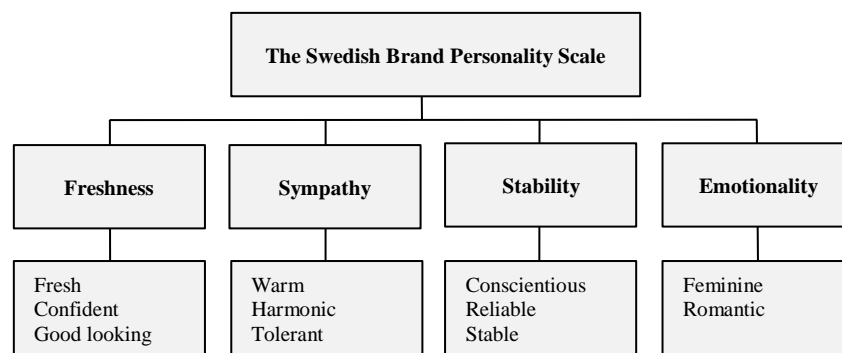 The Swedish Brand Personality Scale
Freshness
Sympathy
Stability
Emotionality
Fresh
Confident
Good looking
Warm
Harmonic
Tolerant
Conscientious
Reliable
Stable
Feminine
Romantic